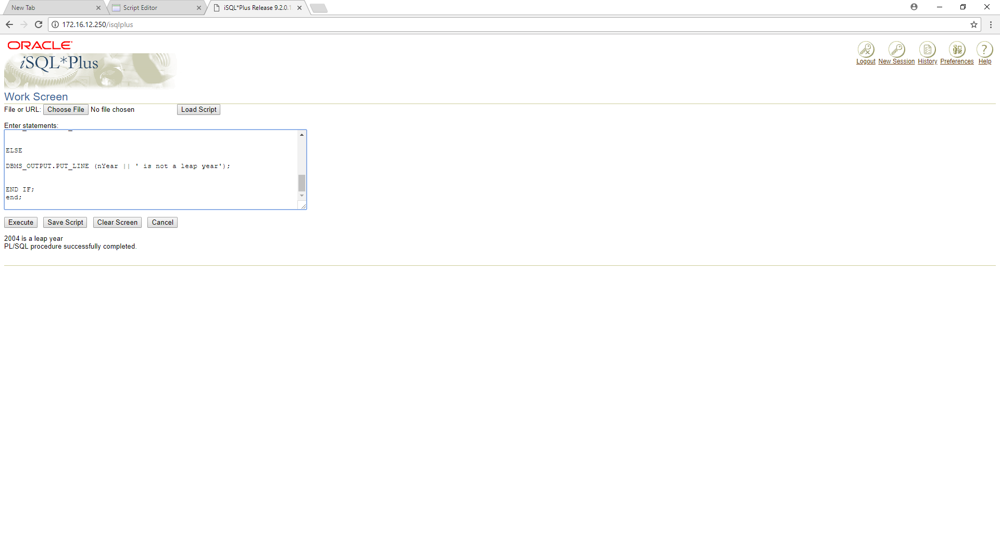 New Tab
Script Editor
iSQL*Plus Release 9.2.0.1
172.16.12.250/isqlplus
ORACLE
iSQL*Plus
Logout New Session History Preferences Help
Work Screen
File or URL: Choose File No file chosen Load Script
Enter statements:
ELSE
DBMS_OUTPUT.PUT_LINE (nYear || ' is not a leap year');
END IF;
end;
Execute Save Script Clear Screen Cancel
2004 is a leap year
PL/SQL procedure successfully completed.